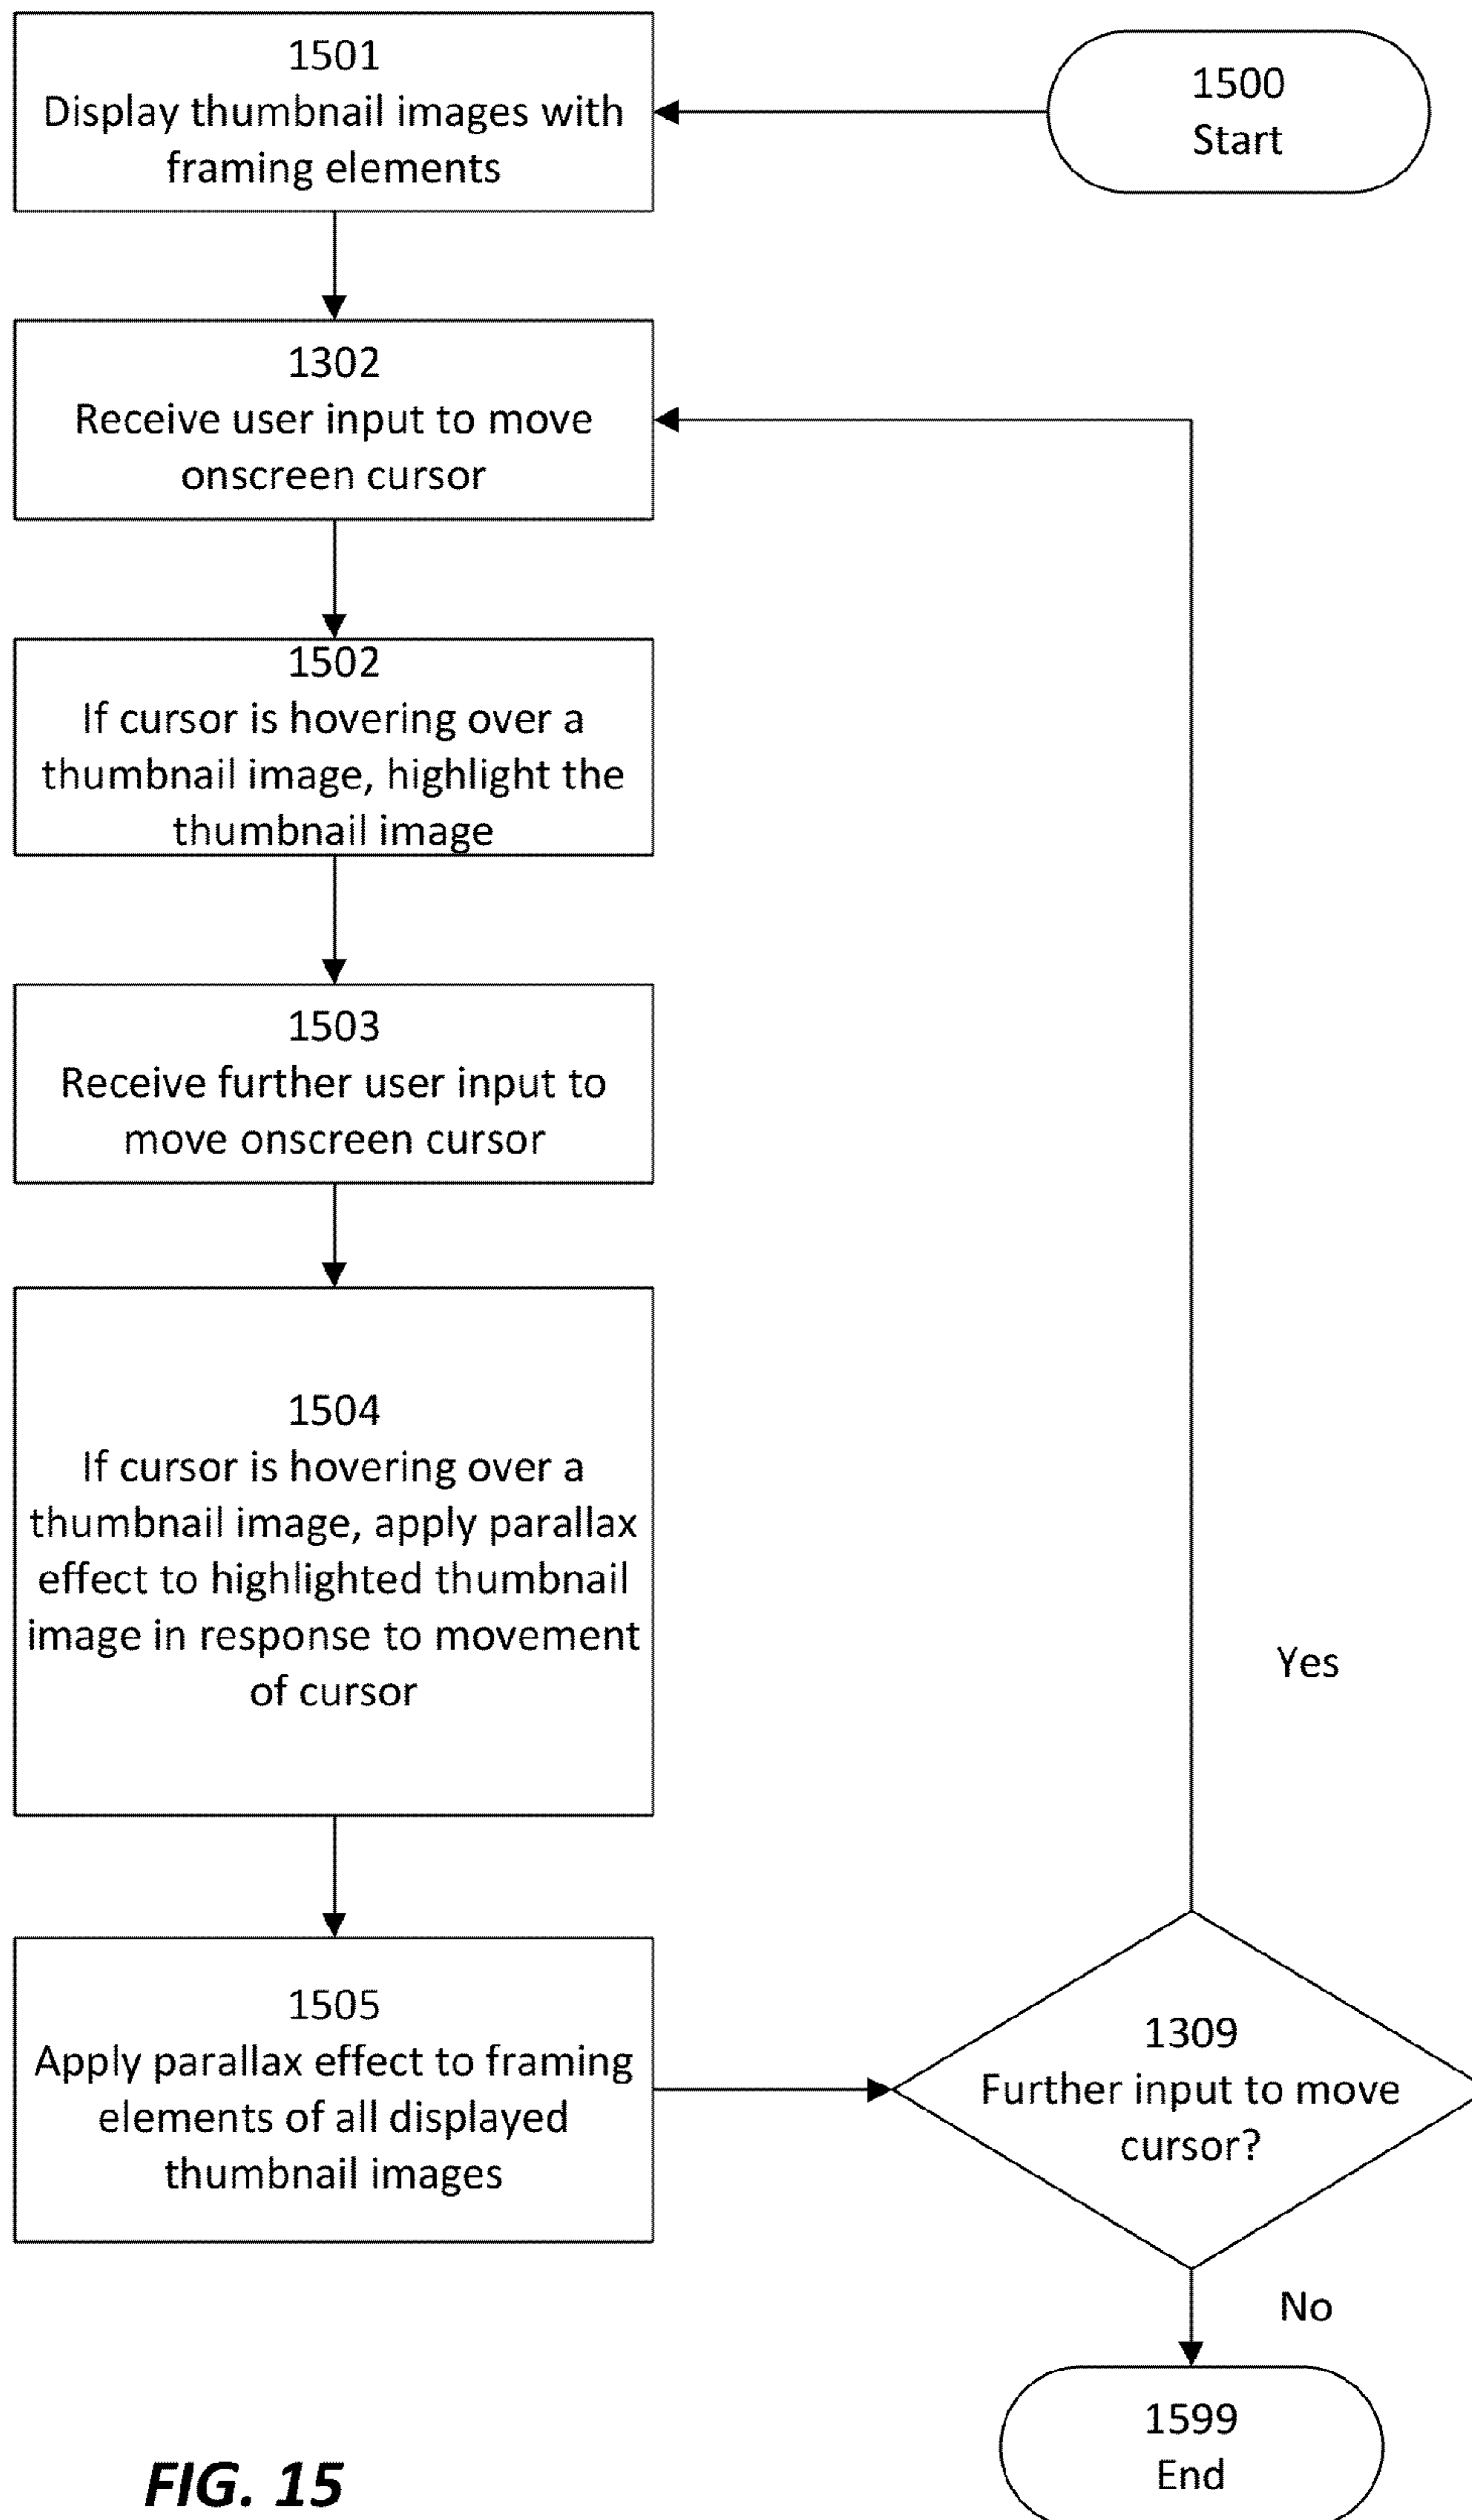 1501
Display thumbnail images with
framing elements
1500
Start
1302
Receive user input to move
onscreen cursor
1502
If cursor is hovering over a
thumbnail image, highlight the
thumbnail image
1503
Receive further user input to
move onscreen cursor
1504
If cursor is hovering over a
thumbnail image, apply parallax
effect to highlighted thumbnail
image in response to movement
of cursor
Yes
1505
Apply parallax effect to framing
elements of all displayed
thumbnail images
1309
Further input to move
cursor?
No
1599
End
FIG. 15